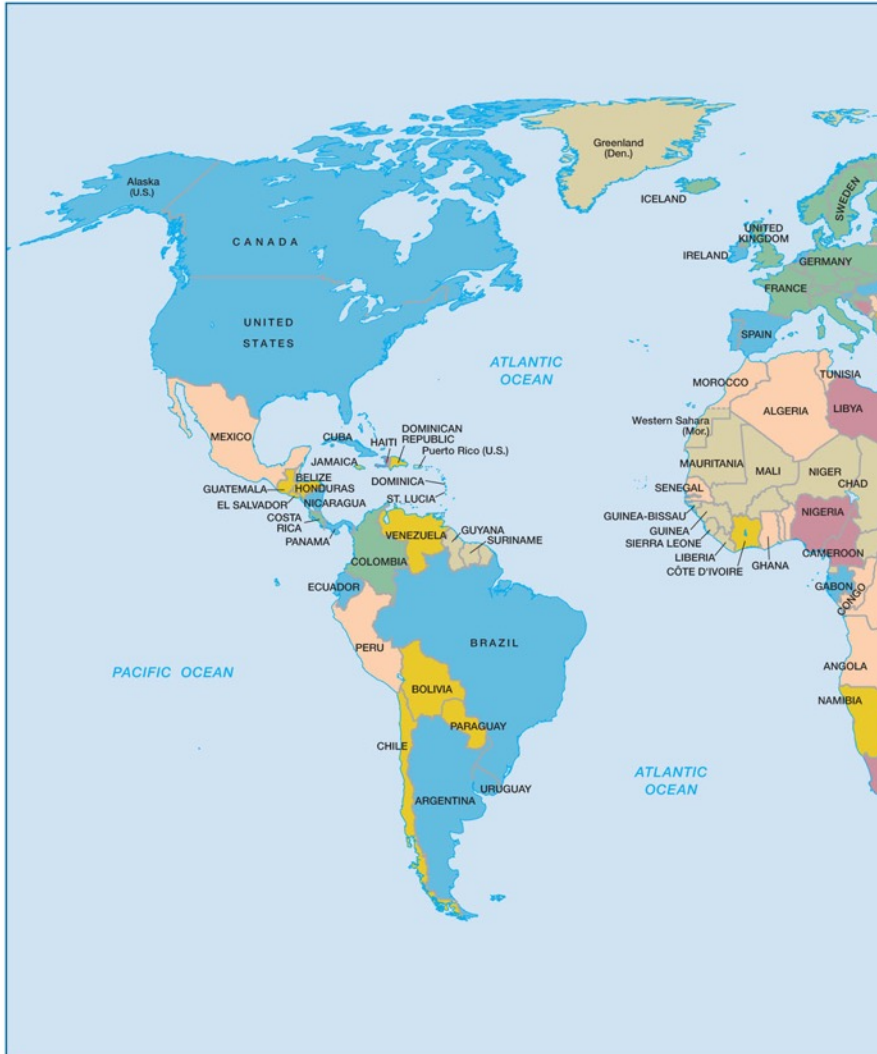 Greenland
(Den.)
Alaska
(U.S.)
ICELAND
SWEDEN
CANADA
UNITED
KINGDOM
IRELAND
GERMANY
FRANCE
UNITED
STATES
SPAIN
ATLANTIC
OCEAN
TUNISIA
MOROCCO
ALGERIA
LIBYA
Western Sahara
(Mor.)
MEXICO
CUBA
HAITI
DOMINICAN
REPUBLIC
Puerto Rico (U.S.)
JAMAICA
BELIZE
HONDURAS
GUATEMALA
NICARAGUA
EL SALVADOR
DOMINICA
ST. LUCIA
COSTA
RICA
PANAMA
MAURITANIA
MALI
NIGER
CHAD
SENEGAL
GUINEA-BISSAU
GUINEA
SIERRA LEONE
LIBERIA
CÔTE D'IVOIRE
GHANA
NIGERIA
CAMEROON
GABON
CONGO
VENEZUELA
GUYANA
SURINAME
COLOMBIA
ECUADOR
BRAZIL
PERU
PACIFIC OCEAN
BOLIVIA
ANGOLA
NAMIBIA
PARAGUAY
CHILE
ATLANTIC
OCEAN
URUGUAY
ARGENTINA